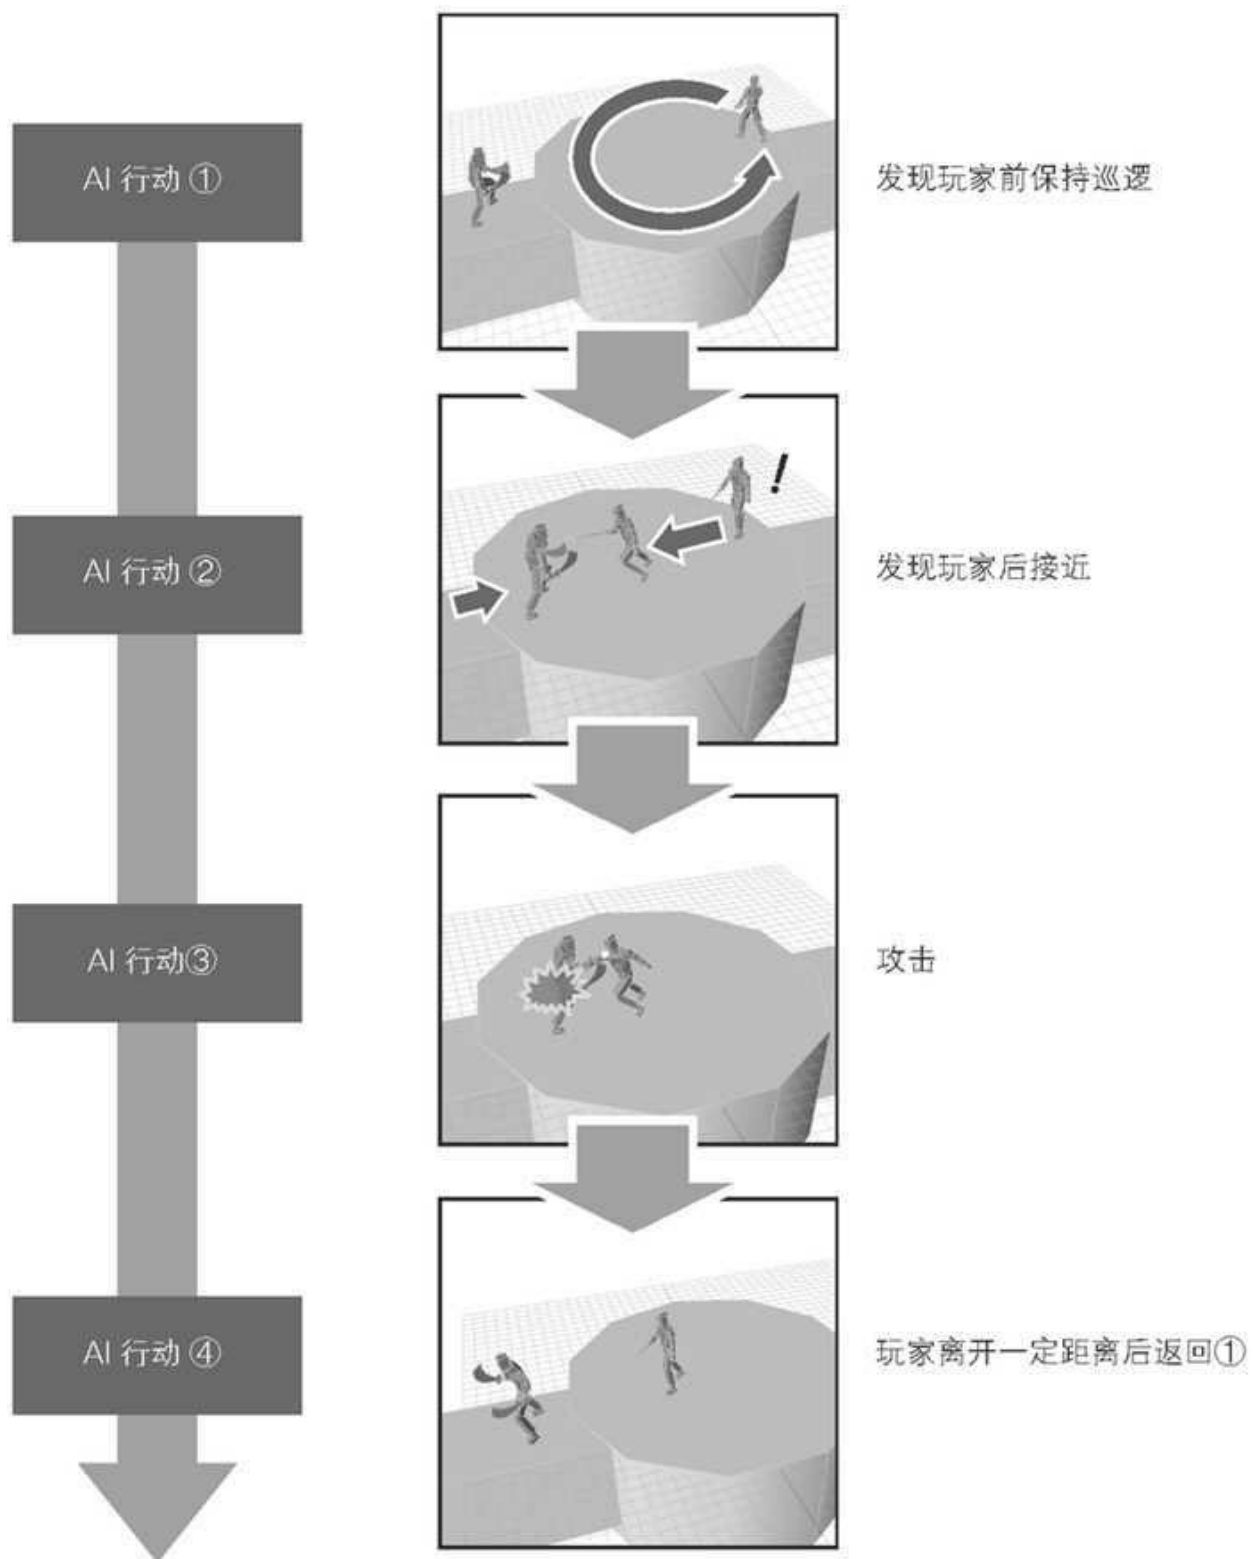 AI 行动 ①
发现玩家前保持巡逻
!
AI 行动 ②
发现玩家后接近
AI 行动③
攻击
AI 行动 ④
玩家离开一定距离后返回①